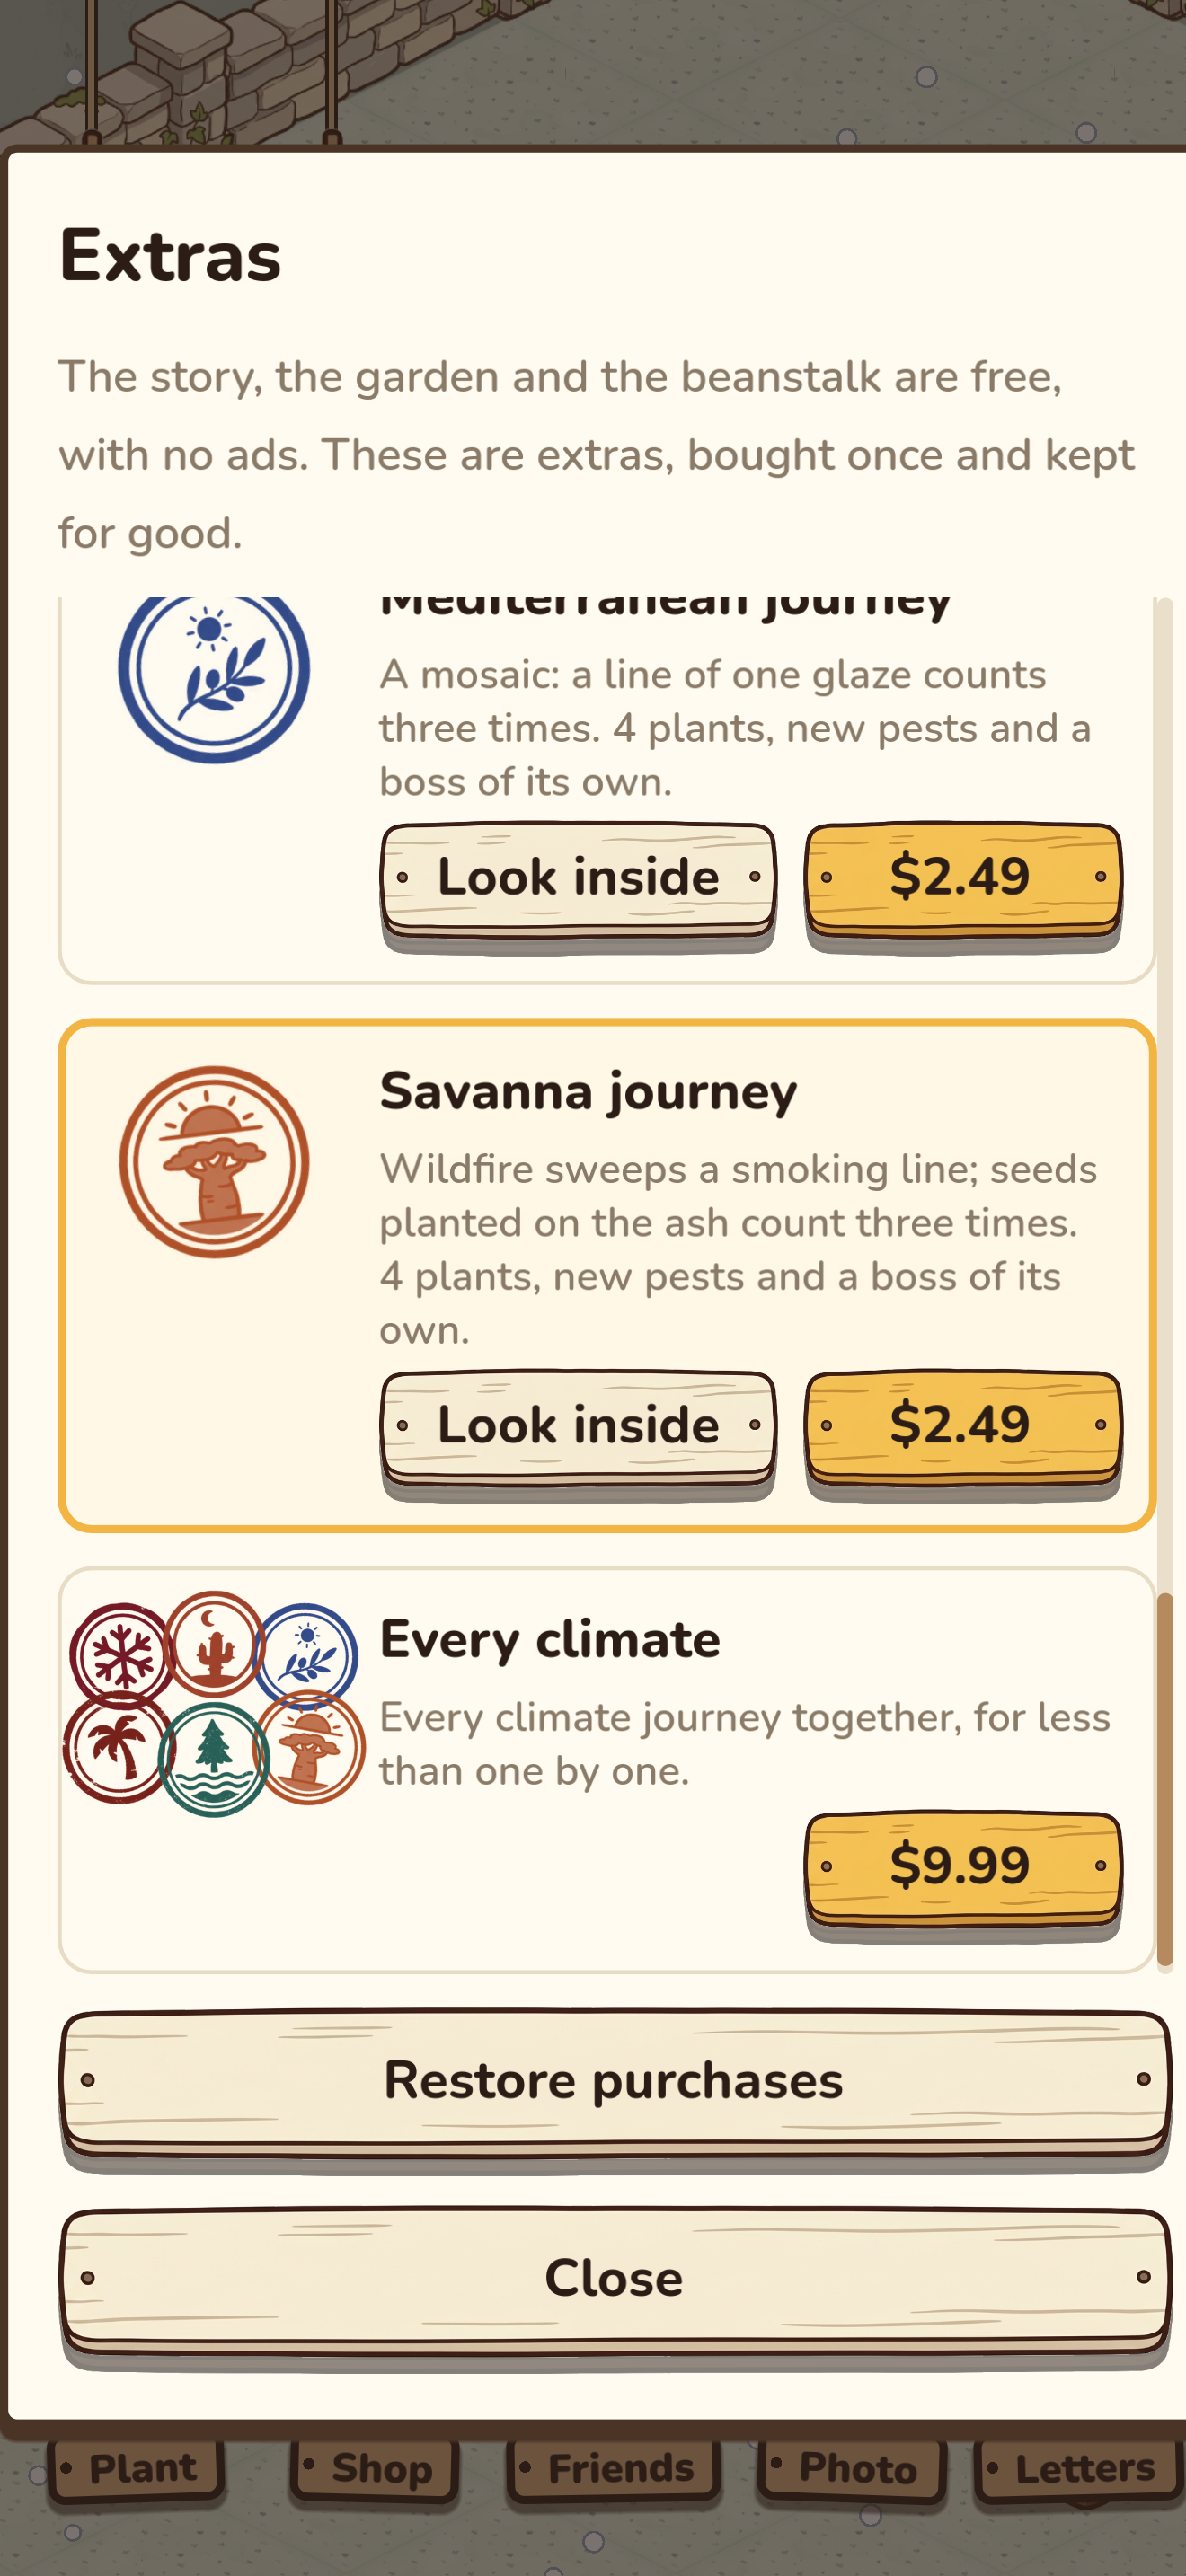 Extras
The story, the garden and the beanstalk are free,
with no ads. These are extras, bought once and kept
for good.
Mediterranean journey
A mosaic: a line of one glaze counts
three times. 4 plants, new pests and a
boss of its own.
Look inside
$2.49
Savanna journey
Wildfire sweeps a smoking line; seeds
planted on the ash count three times.
4 plants, new pests and a boss of its
own.
Look inside
$2.49
Every climate
Every climate journey together, for less
than one by one.
$9.99
Restore purchases
Close
Plant
Shop
Friends
Photo
Letters